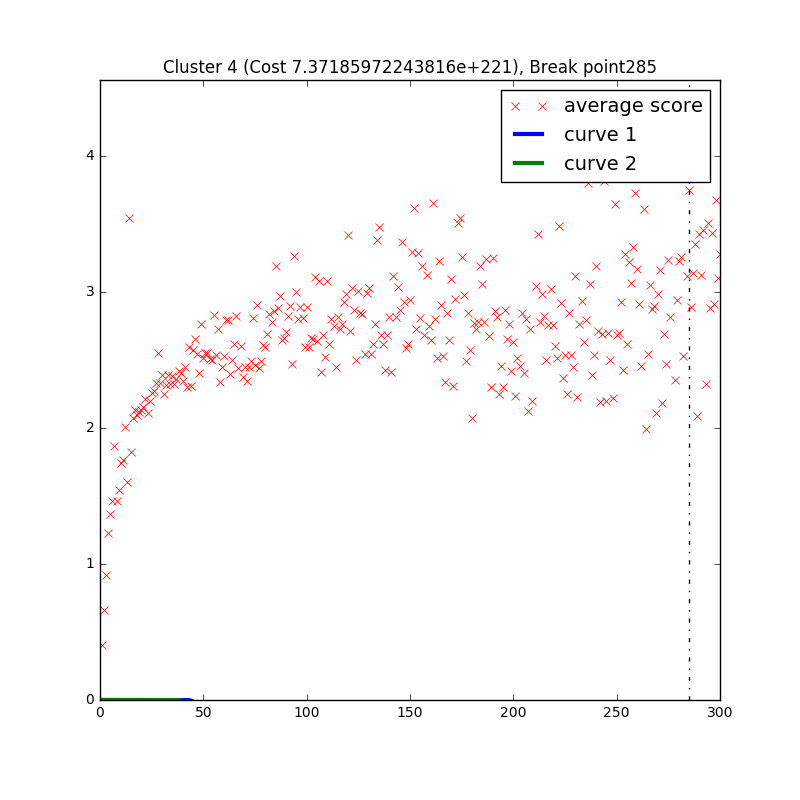 Cluster 4 (Cost 7.37185972243816e+221), Break point285
average score
curve 1
curve 2
4
3
2
1
0
0 50 100 150 200 250 300